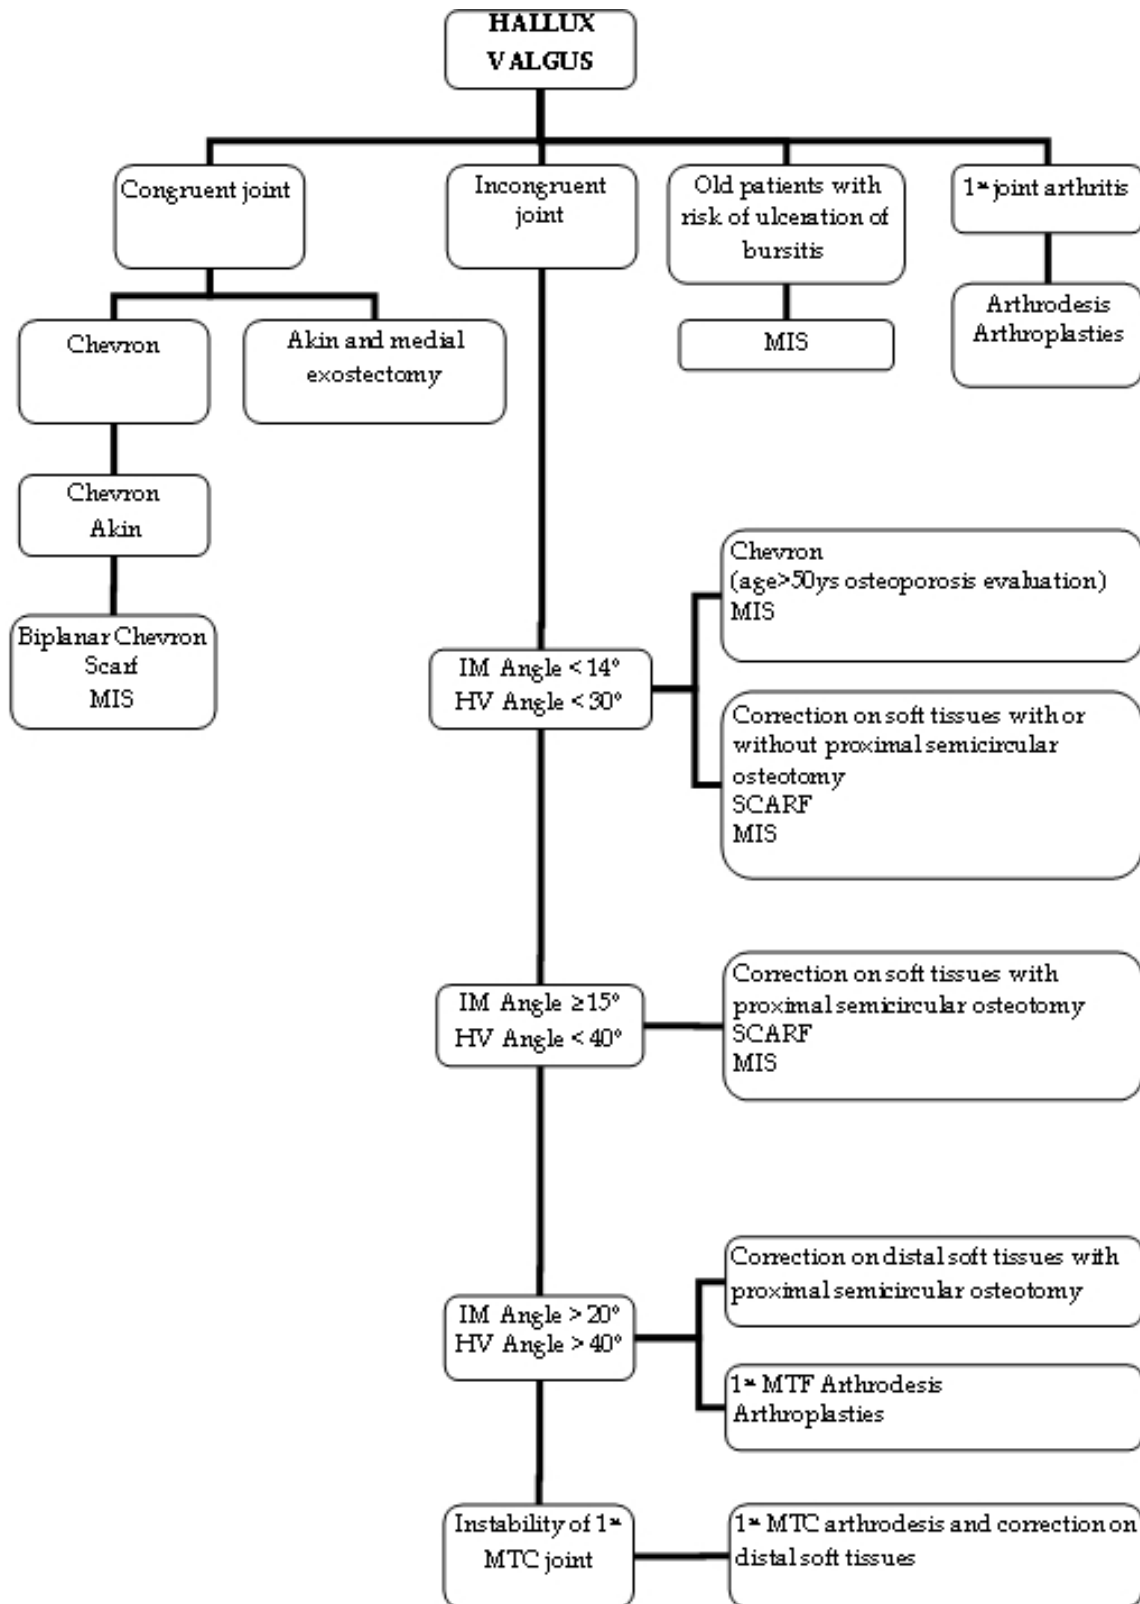 HALLUX
VALGUS
Congruent joint
Incongruent
joint
Old patients with
risk of ulceration of
bursitis
1st joint arthritis
Chevron
Akin and medial
exostectomy
MIS
Arthrodesis
Arthroplasties
Chevron
Akin
Biplanar Chevron
Scarf
MIS
IM Angle < 14°
HV Angle < 30°
Chevron
(age>50ys osteoporosis evaluation)
MIS
Correction on soft tissues with or
without proximal semicircular
osteotomy
SCARF
MIS
IM Angle ≥15°
HV Angle < 40°
Correction on soft tissues with
proximal semicircular osteotomy
SCARF
MIS
IM Angle > 20°
HV Angle > 40°
Correction on distal soft tissues with
proximal semicircular osteotomy
1st MTF Arthrodesis
Arthroplasties
Instability of 1st
MTC joint
1st MTC arthrodesis and correction on
distal soft tissues